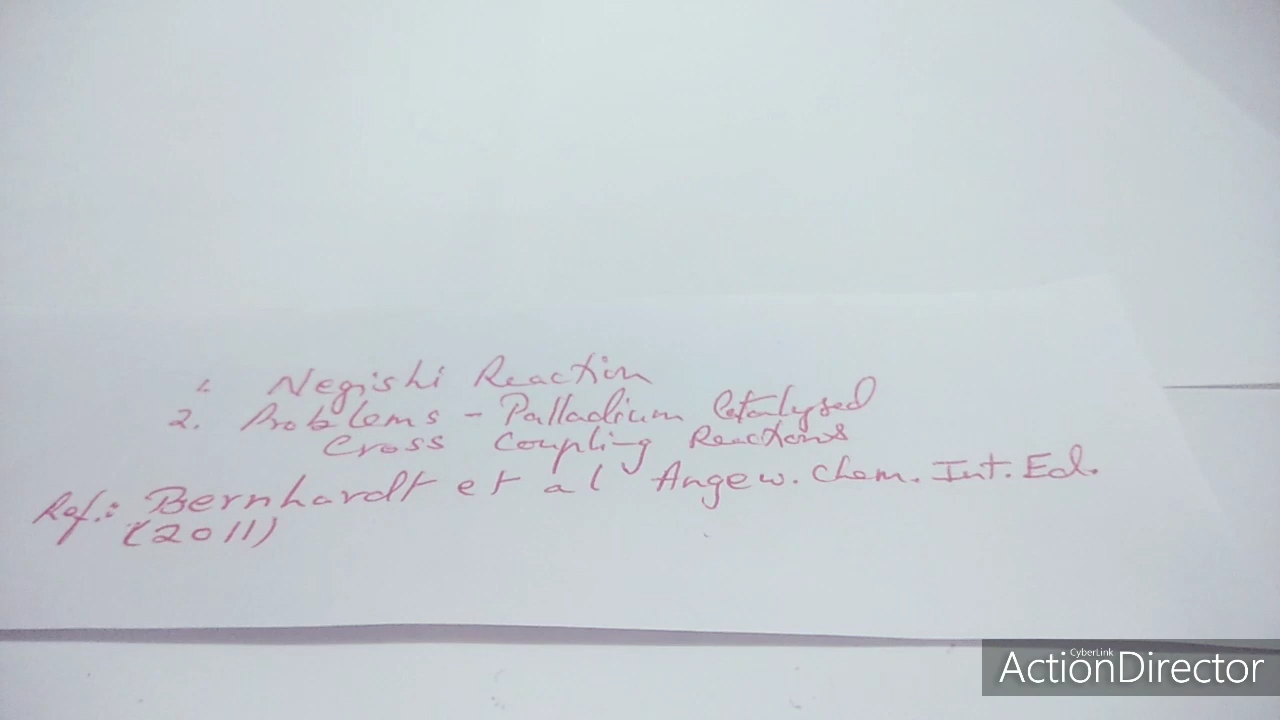 1. Negishi Reaction
2. Problems - Palladium Catalysed
Cross Coupling Reactions
Ref.: Bernhardt et al Angew. Chem. Int. Ed.
(2011)
CyberLink
ActionDirector